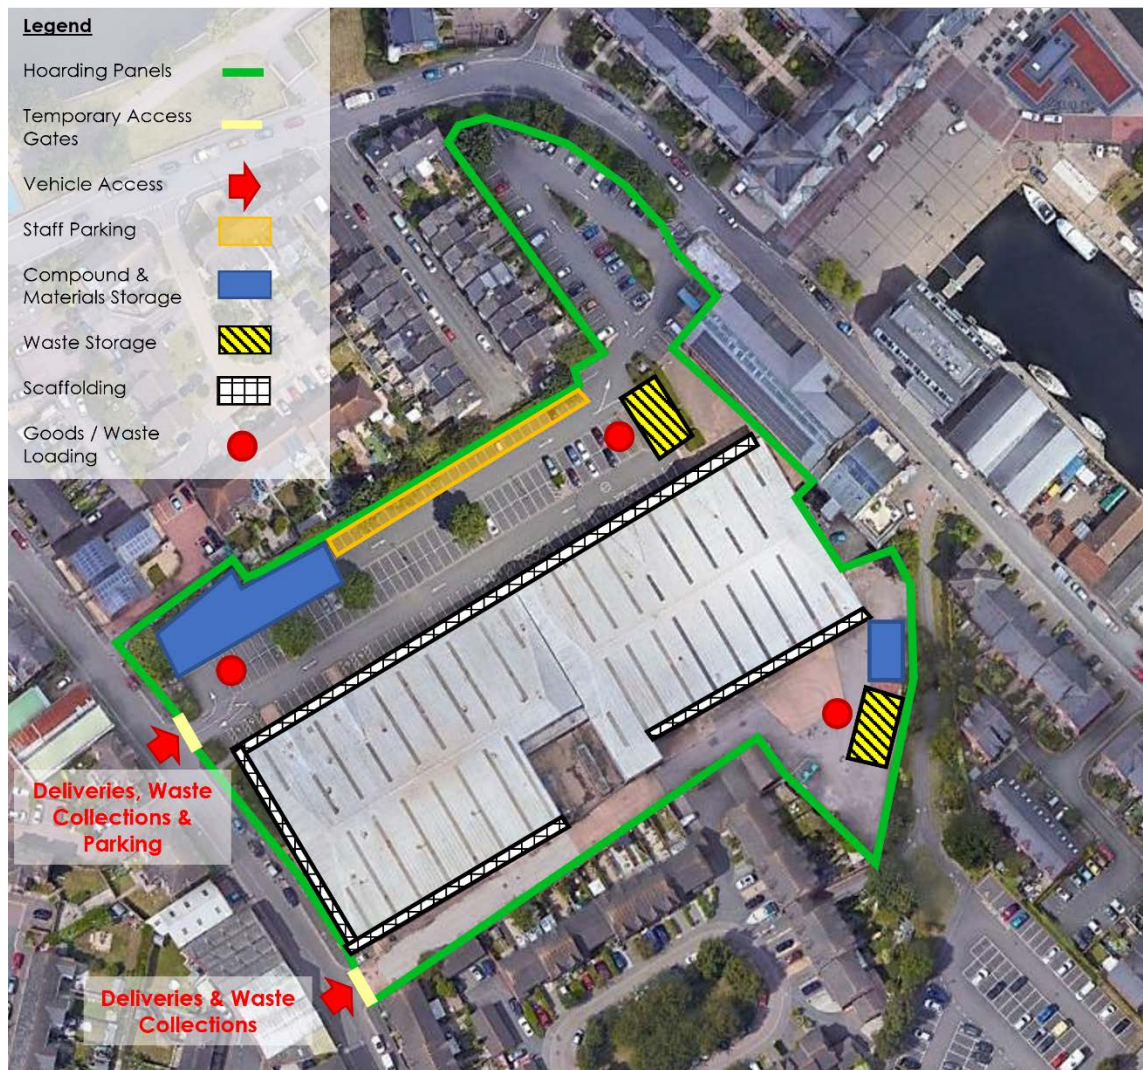 Legend
Hoarding Panels
Temporary Access
Gates
Vehicle Access
Staff Parking
Compound &
Materials Storage
Waste Storage
Scaffolding
Goods / Waste
Loading
Deliveries, Waste
Collections &
Parking
Deliveries & Waste
Collections